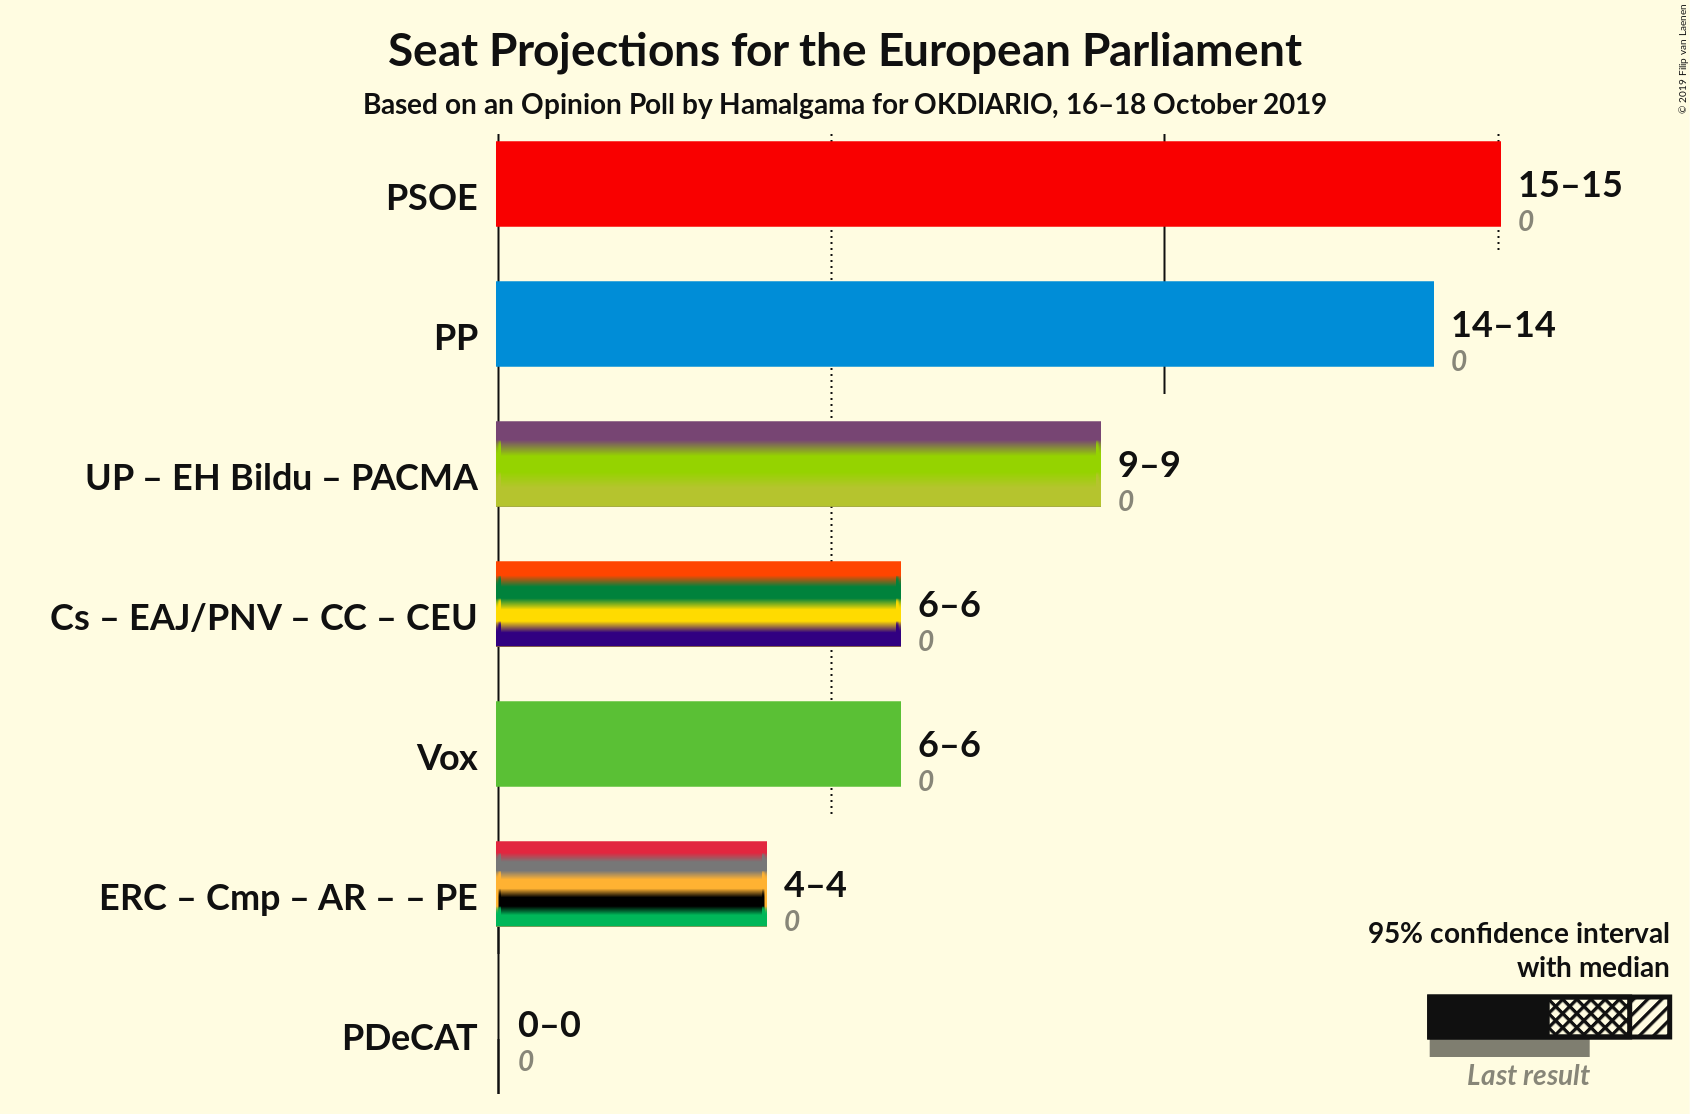 Seat Projections for the European Parliament
Based on an Opinion Poll by Hamalgama for OKDIARIO, 16–18 October 2019
© 2019 Filip van Laenen
PSOE
15–15
0
PP
14–14
0
UP – EH Bildu – PACMA
9–9
0
Cs – EAJ/PNV – CC – CEU
6–6
0
Vox
6–6
0
ERC – Cmp – AR – – PE
4–4
0
PDeCAT
0–0
0
95% confidence interval
with median
Last result